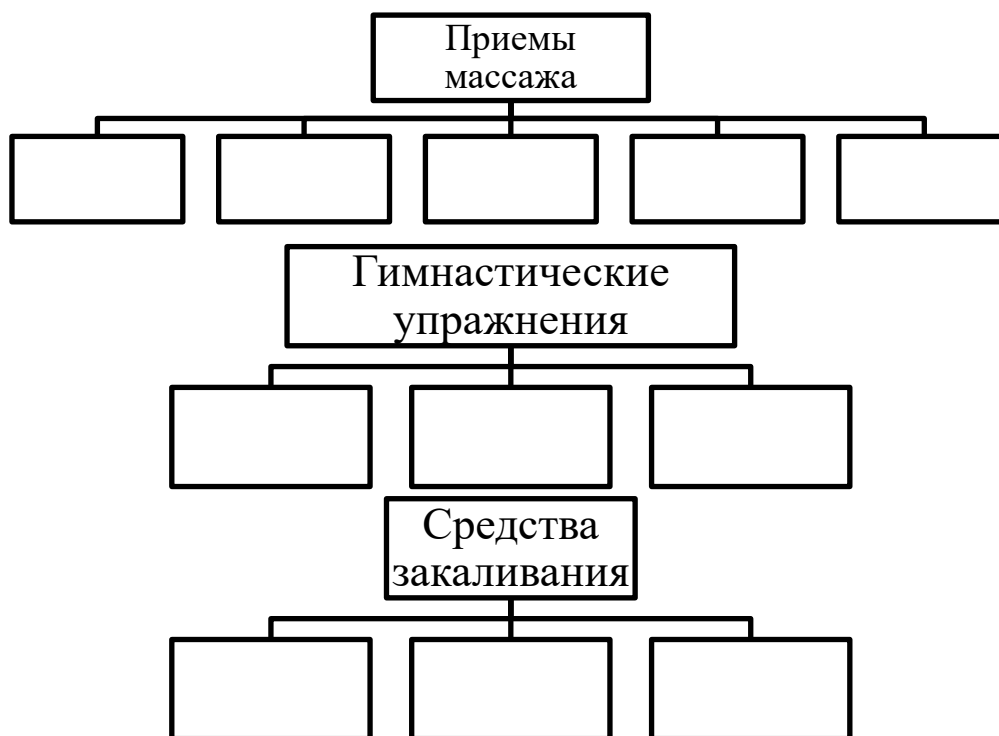 Приемы
массажа
Гимнастические
упражнения
Средства
закаливания